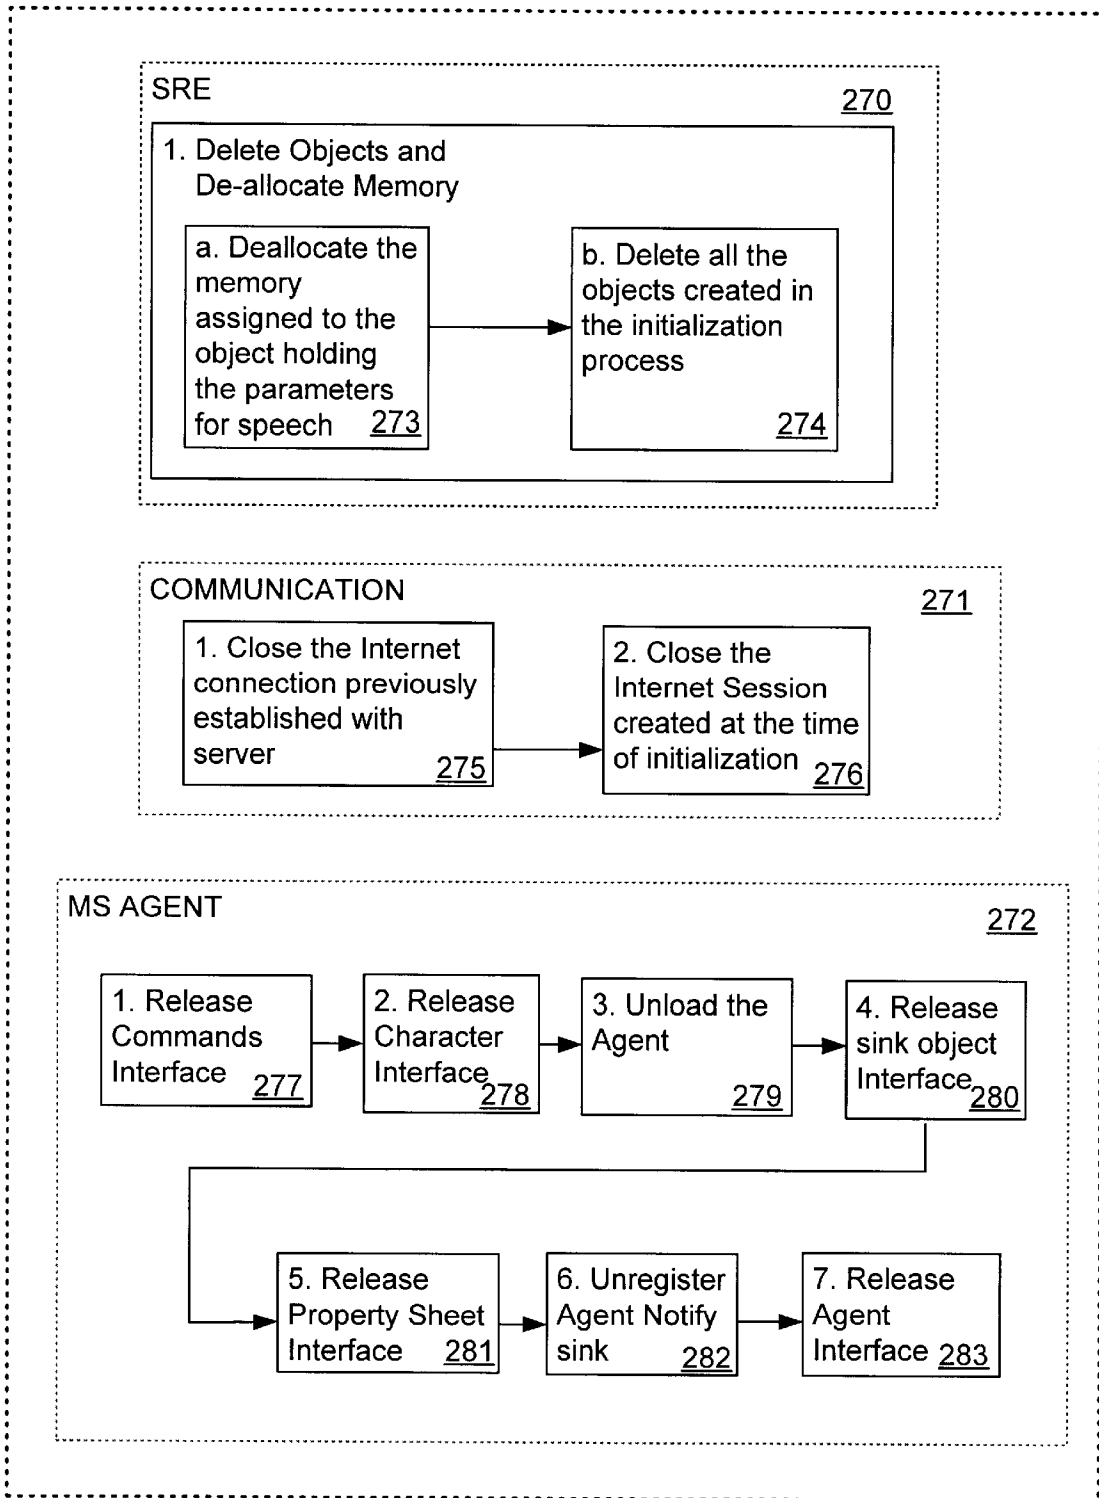 SRE
270
1. Delete Objects and
De-allocate Memory
a. Deallocate the
memory
assigned to the
object holding
the parameters
for speech 273
b. Delete all the
objects created in
the initialization
process
274
COMMUNICATION
271
1. Close the Internet
connection previously
established with
server
275
2. Close the
Internet Session
created at the time
of initialization
276
MS AGENT
272
1. Release
Commands
Interface
277
2. Release
Character
Interface
278
3. Unload the
Agent
279
4. Release
sink object
Interface
280
5. Release
Property Sheet
Interface 281
6. Unregister
Agent Notify
sink 282
7. Release
Agent
Interface 283